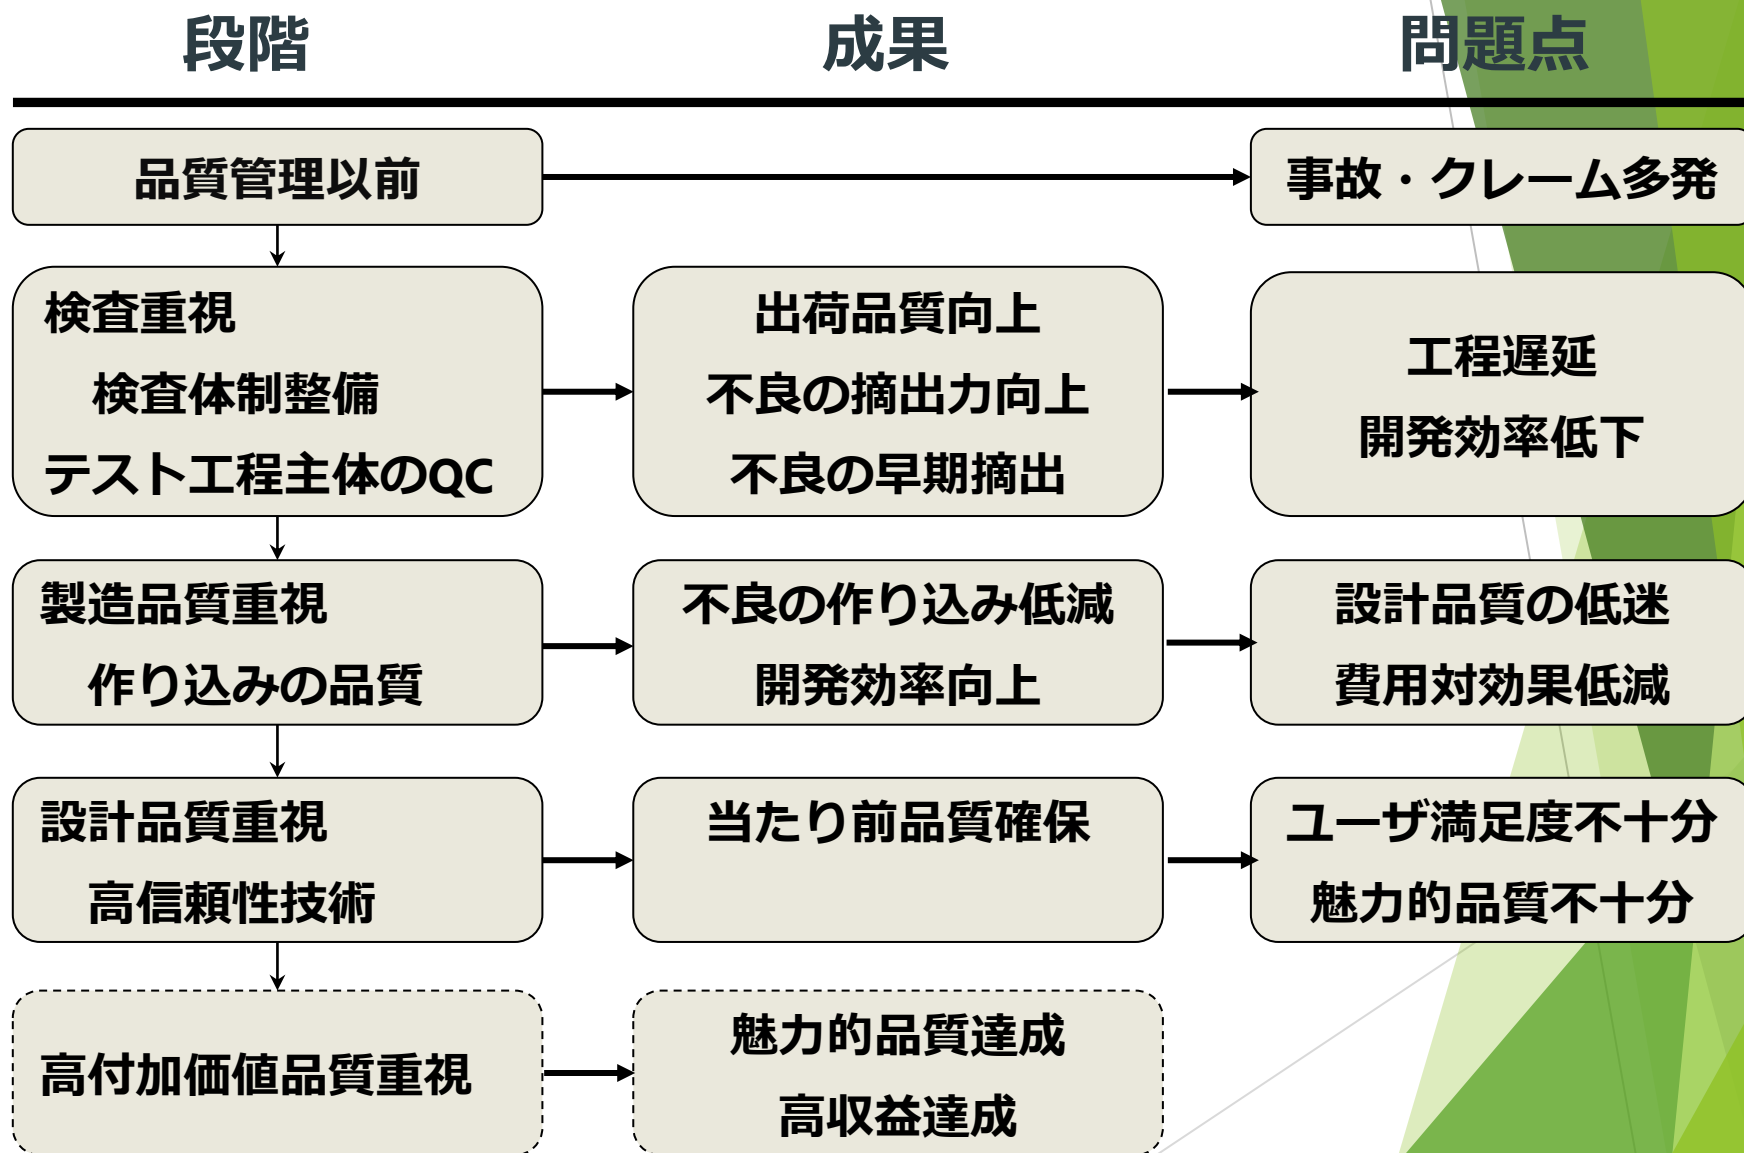 段階
成果
問題点
品質管理以前
事故・クレーム多発
検査重視
検査体制整備
テスト工程主体のQC
出荷品質向上
不良の摘出力向上
不良の早期摘出
工程遅延
開発効率低下
製造品質重視
作り込みの品質
不良の作り込み低減
開発効率向上
設計品質の低迷
費用対効果低減
設計品質重視
高信頼性技術
当たり前品質確保
ユーザ満足度不十分
魅力的品質不十分
高付加価値品質重視
魅力的品質達成
高収益達成